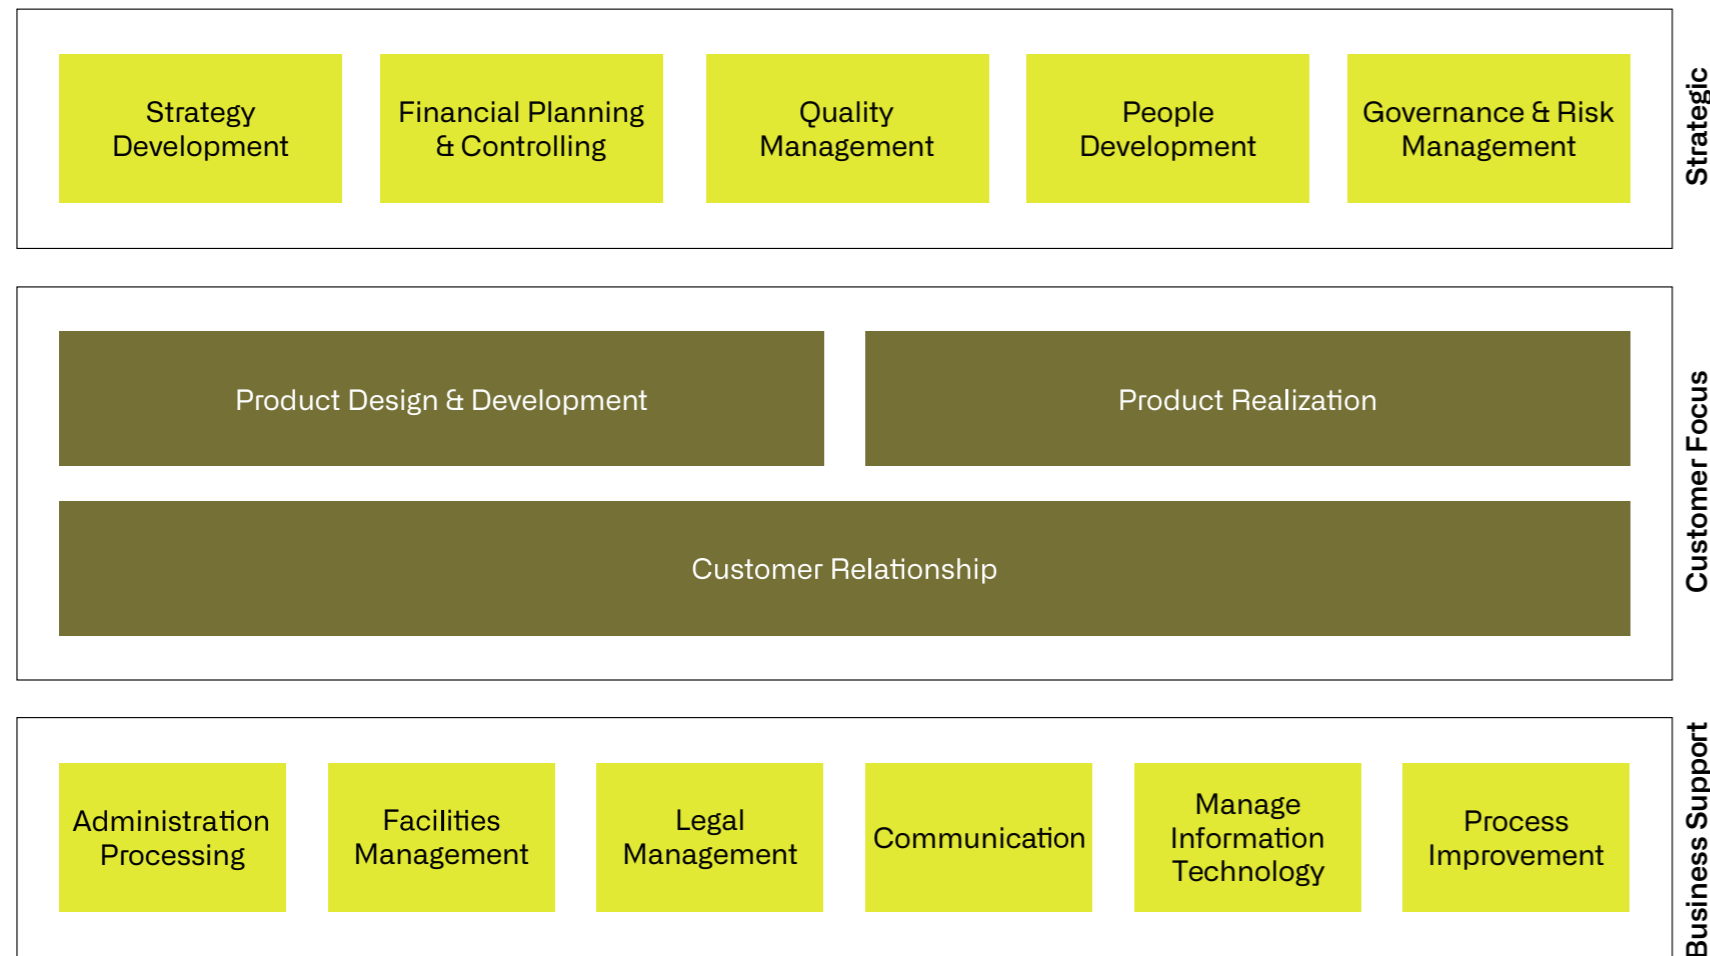 Strategy
Development
Financial Planning
& Controlling
Quality
Management
People
Development
Governance & Risk
Management
Strategic
Product Design & Development
Product Realization
Customer Relationship
Customer Focus
Administration
Processing
Facilities
Management
Legal
Management
Communication
Manage
Information
Technology
Process
Improvement
Business Support